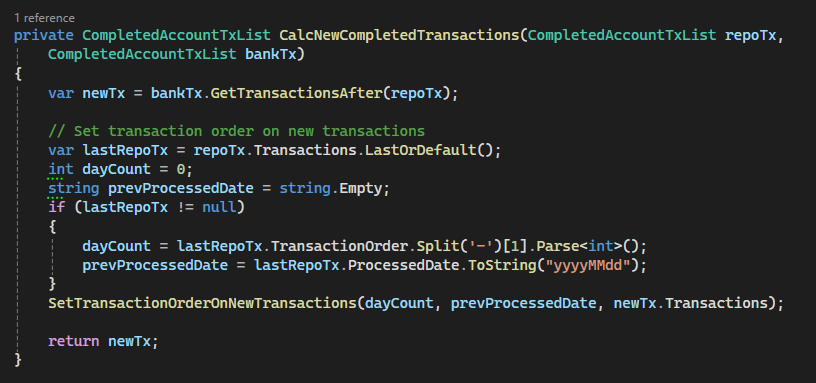 1 reference
private CompletedAccountTxList CalcNewCompletedTransactions(CompletedAccountTxList repoTx,
    CompletedAccountTxList bankTx)
{
    var newTx = bankTx.GetTransactionsAfter(repoTx);

    // Set transaction order on new transactions
    var lastRepoTx = repoTx.Transactions.LastOrDefault();
    int dayCount = 0;
    string prevProcessedDate = string.Empty;
    if (lastRepoTx != null)
    {
        dayCount = lastRepoTx.TransactionOrder.Split('-')[1].Parse<int>();
        prevProcessedDate = lastRepoTx.ProcessedDate.ToString("yyyyMMdd");
    }
    SetTransactionOrderOnNewTransactions(dayCount, prevProcessedDate, newTx.Transactions);

    return newTx;
}